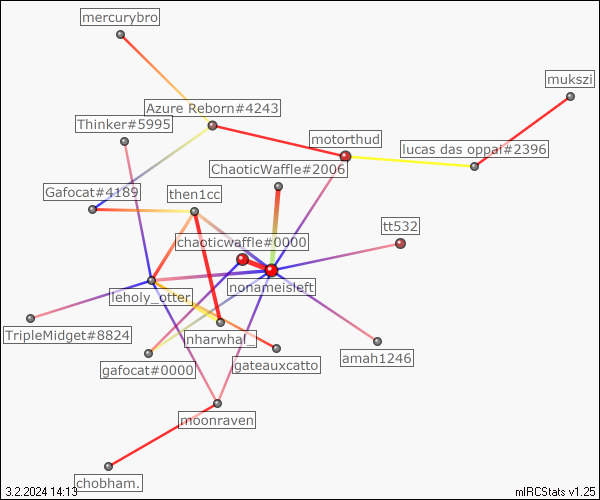 mercurybro
mukszi
Azure Reborn#4243
Thinker#5995
motorthud
lucas das oppai#2396
ChaoticWaffle#2006
Gafocat#4189
then1cc
tt532
chaoticwaffle#0000
nonameisleft
leholy_otter
TripleMidget#8824
jnharwhal_
amah1246
gateauxcatto
gafocat#0000
moonraven
chobham.
3.2.2024 14:13
mIRCStats v1.25